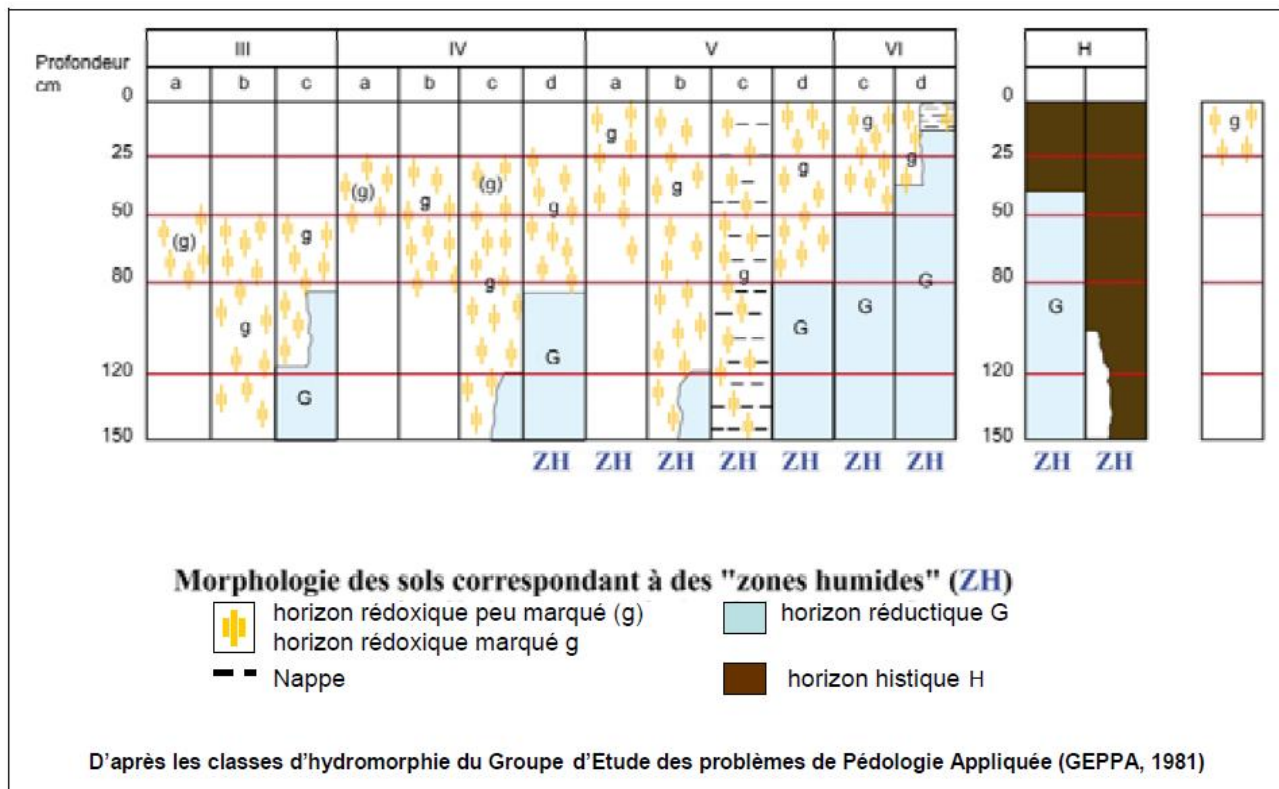 III IV V VI H
Profondeur
cm
a b c a b c d a b c d c d
0 0
g g g
25 25
(g) g (g) g g g g
50 50
(g) g g
80 80
g g g G G G G
120 120
G G
150 150
ZH ZH ZH ZH ZH ZH ZH ZH ZH
Morphologie des sols correspondant à des "zones humides" (ZH)
horizon rédoxique peu marqué (g) horizon réductique G
horizon rédoxique marqué g
Nappe horizon histique H
D'après les classes d'hydromorphie du Groupe d'Etude des problèmes de Pédologie Appliquée (GEPPA, 1981)